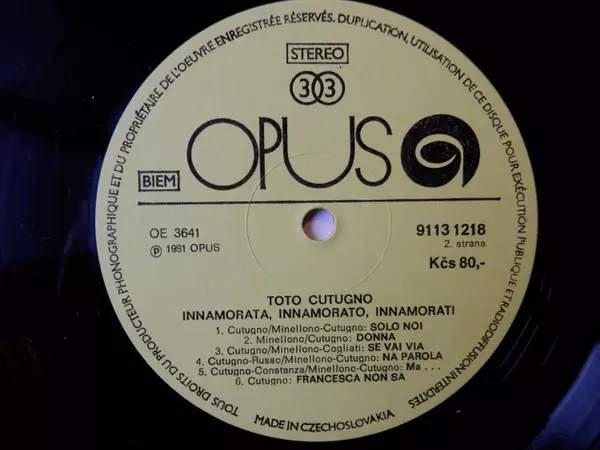 TOUS DROITS DU PRODUCTEUR PHONOGRAPHIQUE ET DU PROPRIÉTAIRE DE L'OEUVRE ENREGISTRÉE RÉSERVÉS. DUPLICATION, UTILISATION DE CE DISQUE POUR EXÉCUTION PUBLIQUE ET RADIODIFFUSION INTERDITES
STEREO
33
OPUS
BIEM
OE 3641
9113 1218
℗ 1981 OPUS
2. strana
Kčs 80,-
TOTO CUTUGNO
INNAMORATA, INNAMORATO, INNAMORATI
1. Cutugno/Minellono-Cutugno: SOLO NOI
2. Minellono/Cutugno: DONNA
3. Cutugno/Minellono-Cogliati: SE VAI VIA
4. Cutugno-Russo/Minellono-Cutugno: NA PAROLA
5. Cutugno-Constanza/Minellono-Cutugno: Ma . . .
6. Cutugno: FRANCESCA NON SA
MADE IN CZECHOSLOVAKIA